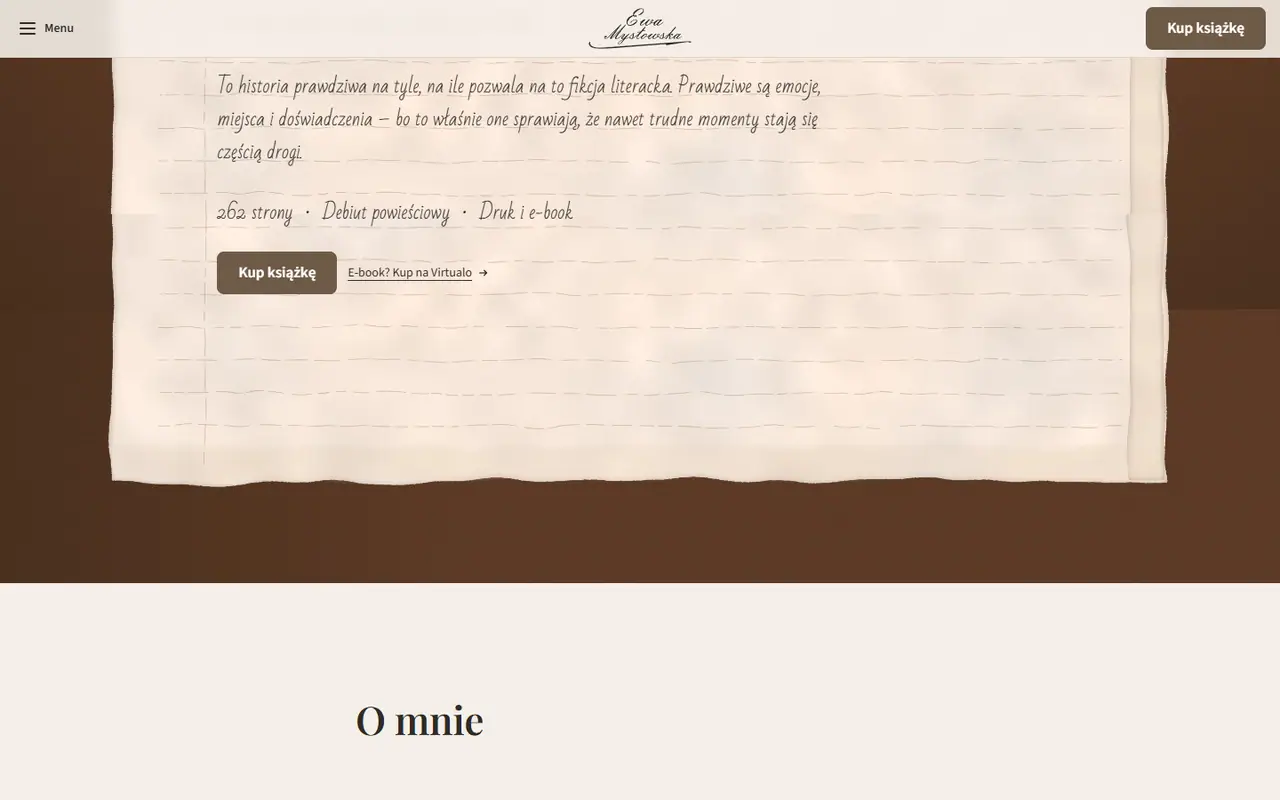 Menu
Ewa
Mysłowska
Kup książkę
To historia prawdziwa na tyle, na ile pozwala na to fikcja literacka. Prawdziwe są emocje,
miejsca i doświadczenia – bo to właśnie one sprawiają, że nawet trudne momenty stają się
częścią drogi.
262 strony · Debiut powieściowy · Druk i e-book
Kup książkę
E-book? Kup na Virtualo →
O mnie